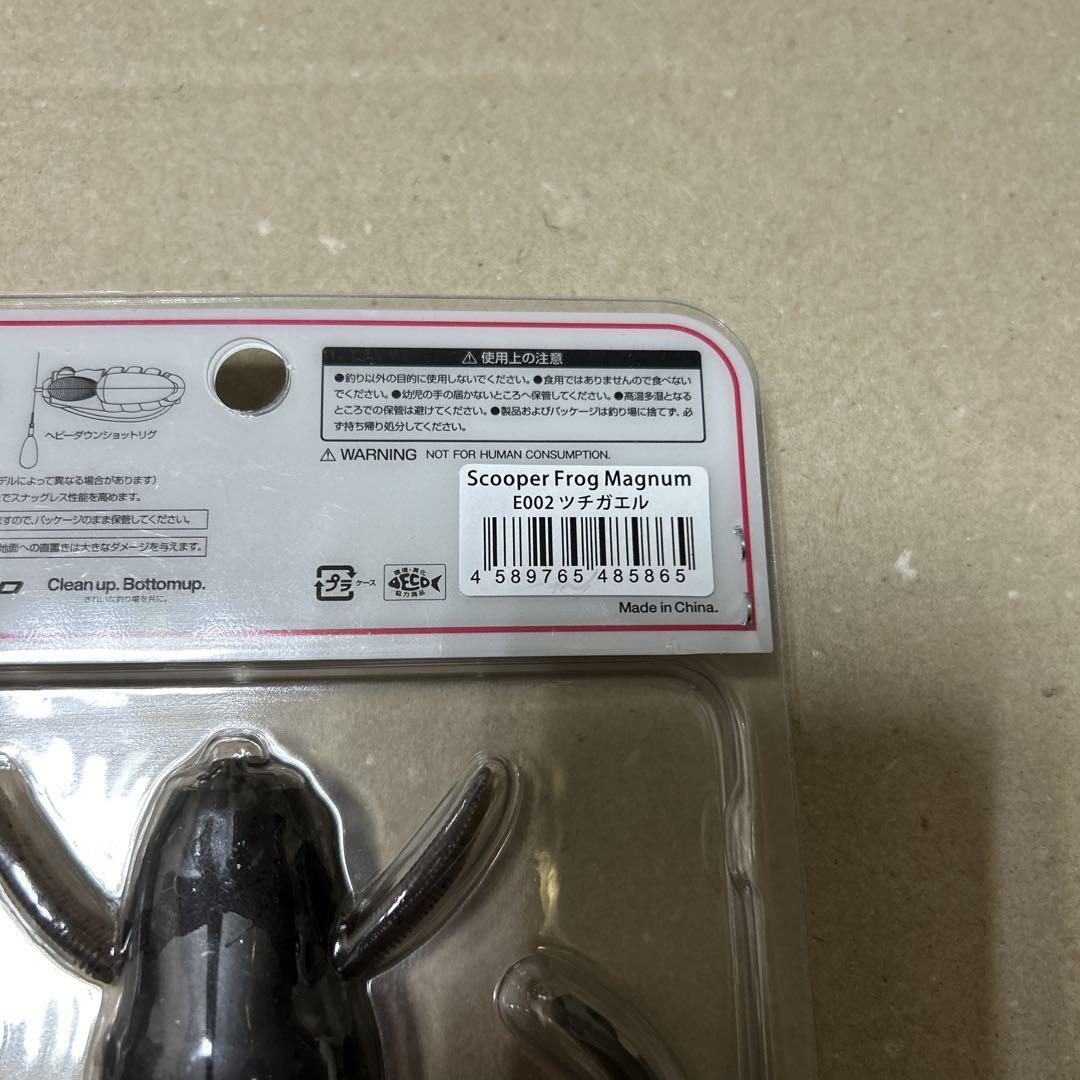 ⚠ 使用上の注意
●釣り以外の目的に使用しないでください。●食用ではありませんので食べない
でください。●幼児の手の届かないところへ保管してください。●高温多湿となる
ところでの保管は避けてください。●製品およびパッケージは釣り場に捨てず、必
ず持ち帰り処分してください。
⚠ WARNING NOT FOR HUMAN CONSUMPTION.
ヘビーダウンショットリグ
デルによって異なる場合があります)
でスナッグレス性能を高めます。
ますので、パッケージのまま保管してください。
地面への直置きは大きなダメージを与えます。
Clean up. Bottomup.
きれいな釣り場を共に。
Scooper Frog Magnum
E002 ツチガエル
4 589765 485865
プラ ケース
環境・美化
ECO
協力商品
Made in China.